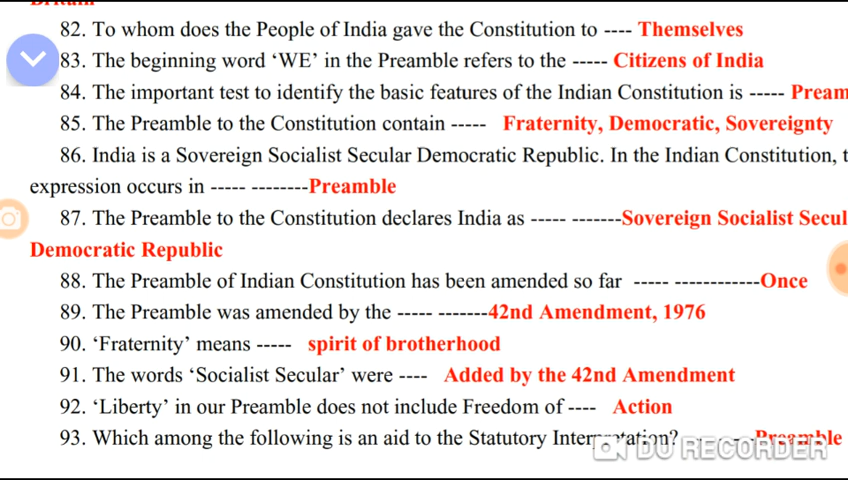 82. To whom does the People of India gave the Constitution to ---- Themselves
83. The beginning word ‘WE’ in the Preamble refers to the ----- Citizens of India
84. The important test to identify the basic features of the Indian Constitution is ----- Pream
85. The Preamble to the Constitution contain ----- Fraternity, Democratic, Sovereignty
86. India is a Sovereign Socialist Secular Democratic Republic. In the Indian Constitution, t
expression occurs in ----- --------Preamble
87. The Preamble to the Constitution declares India as ----- -------Sovereign Socialist Secul
Democratic Republic
88. The Preamble of Indian Constitution has been amended so far ----- ------------Once
89. The Preamble was amended by the ----- -------42nd Amendment, 1976
90. ‘Fraternity’ means ----- spirit of brotherhood
91. The words ‘Socialist Secular’ were ---- Added by the 42nd Amendment
92. ‘Liberty’ in our Preamble does not include Freedom of ---- Action
93. Which among the following is an aid to the Statutory Interpretation? Preamble
DU RECORDER